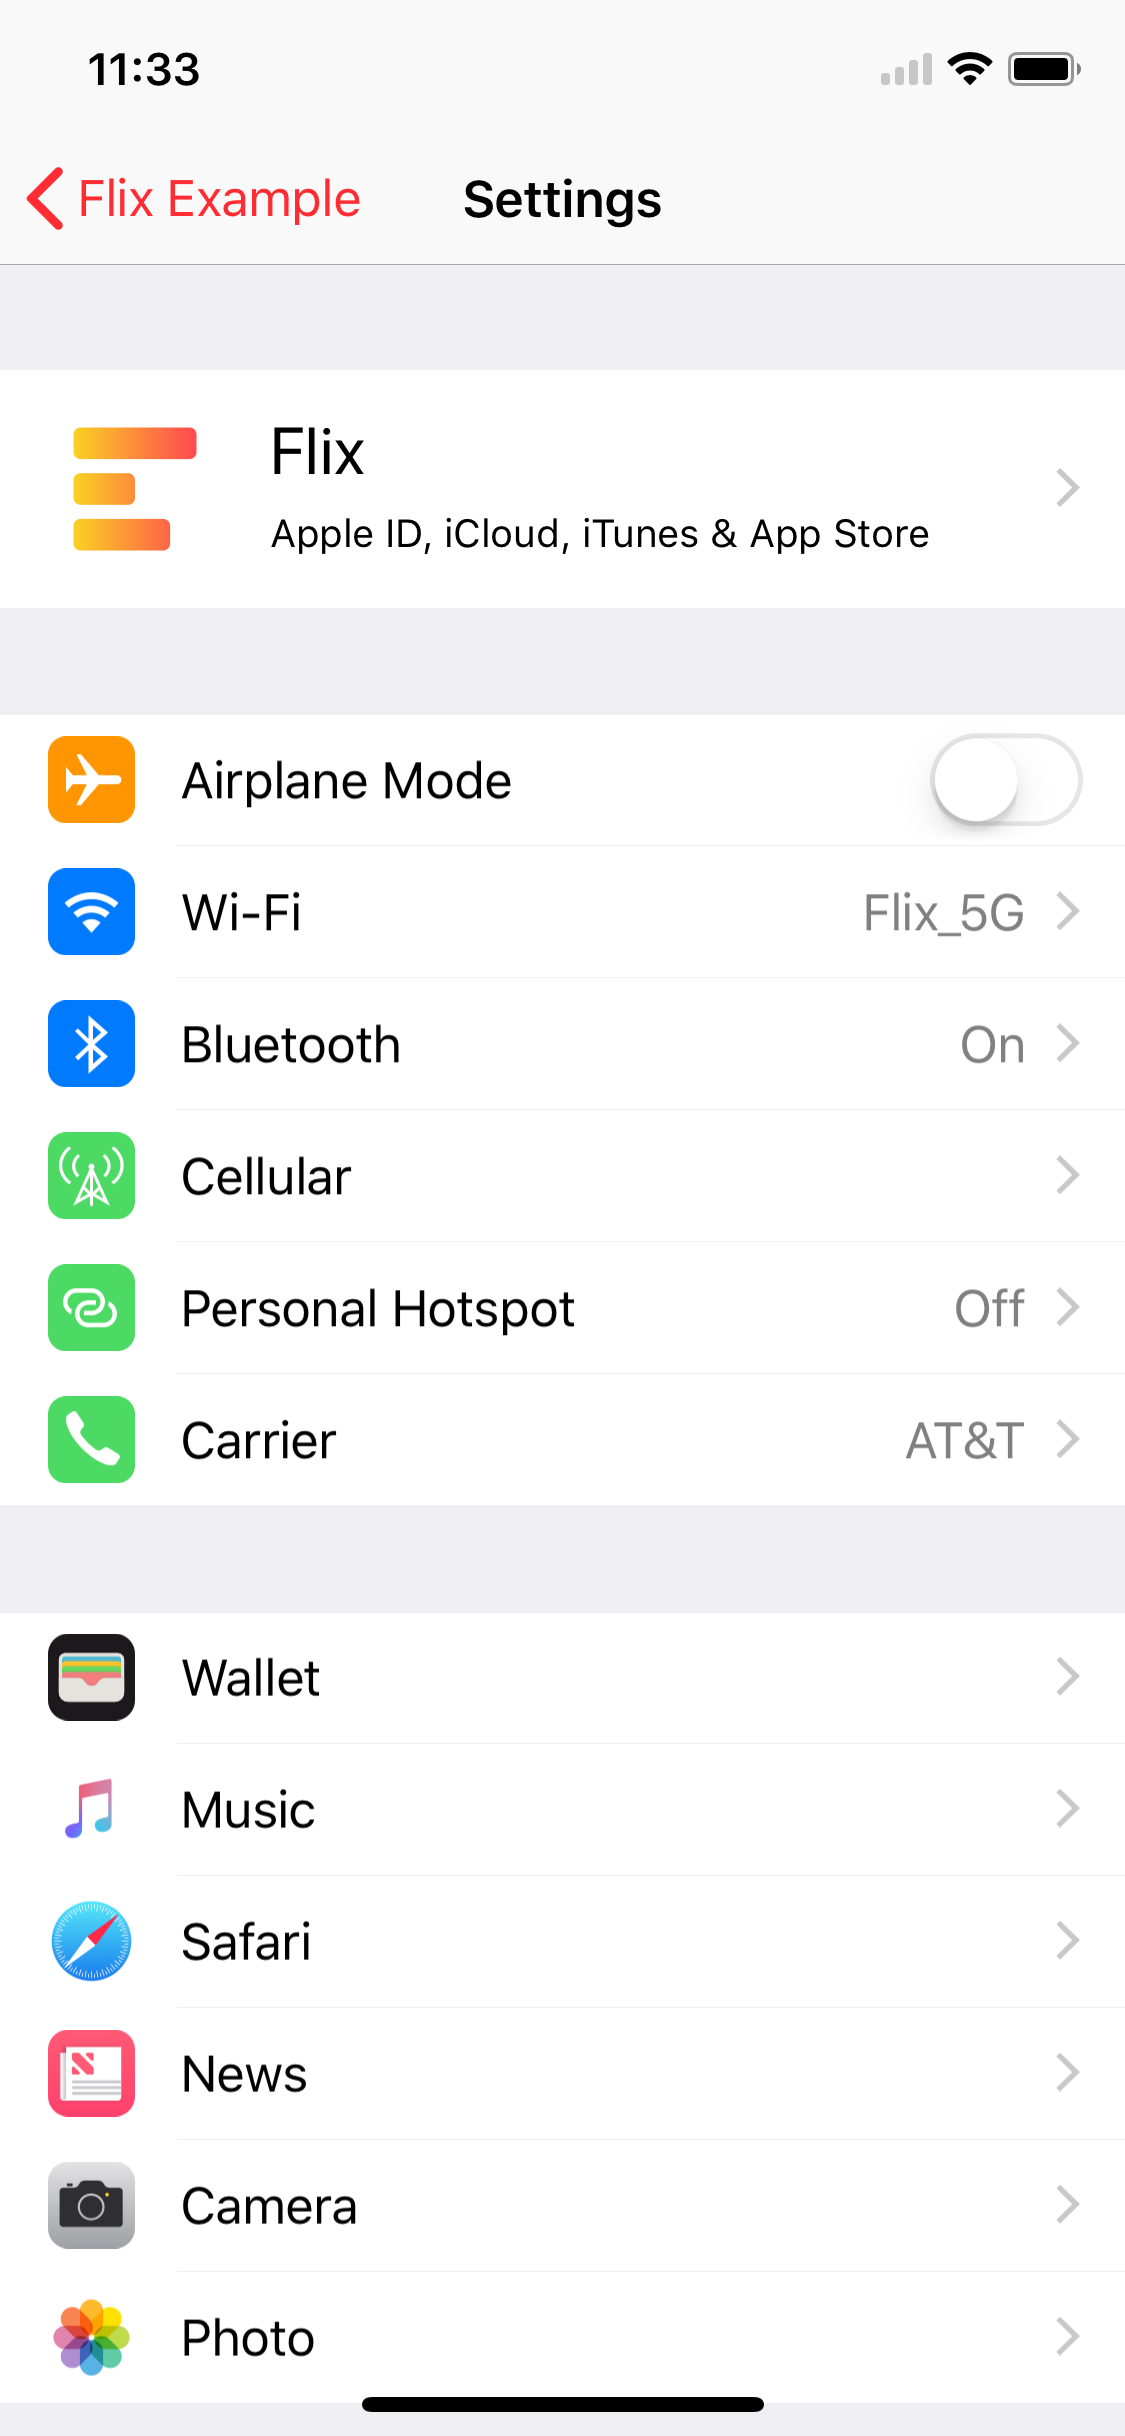 11:33
Flix Example
Settings
Flix
Apple ID, iCloud, iTunes & App Store
Airplane Mode
Wi-Fi Flix_5G
Bluetooth On
Cellular
Personal Hotspot Off
Carrier AT&T
Wallet
Music
Safari
News
Camera
Photo